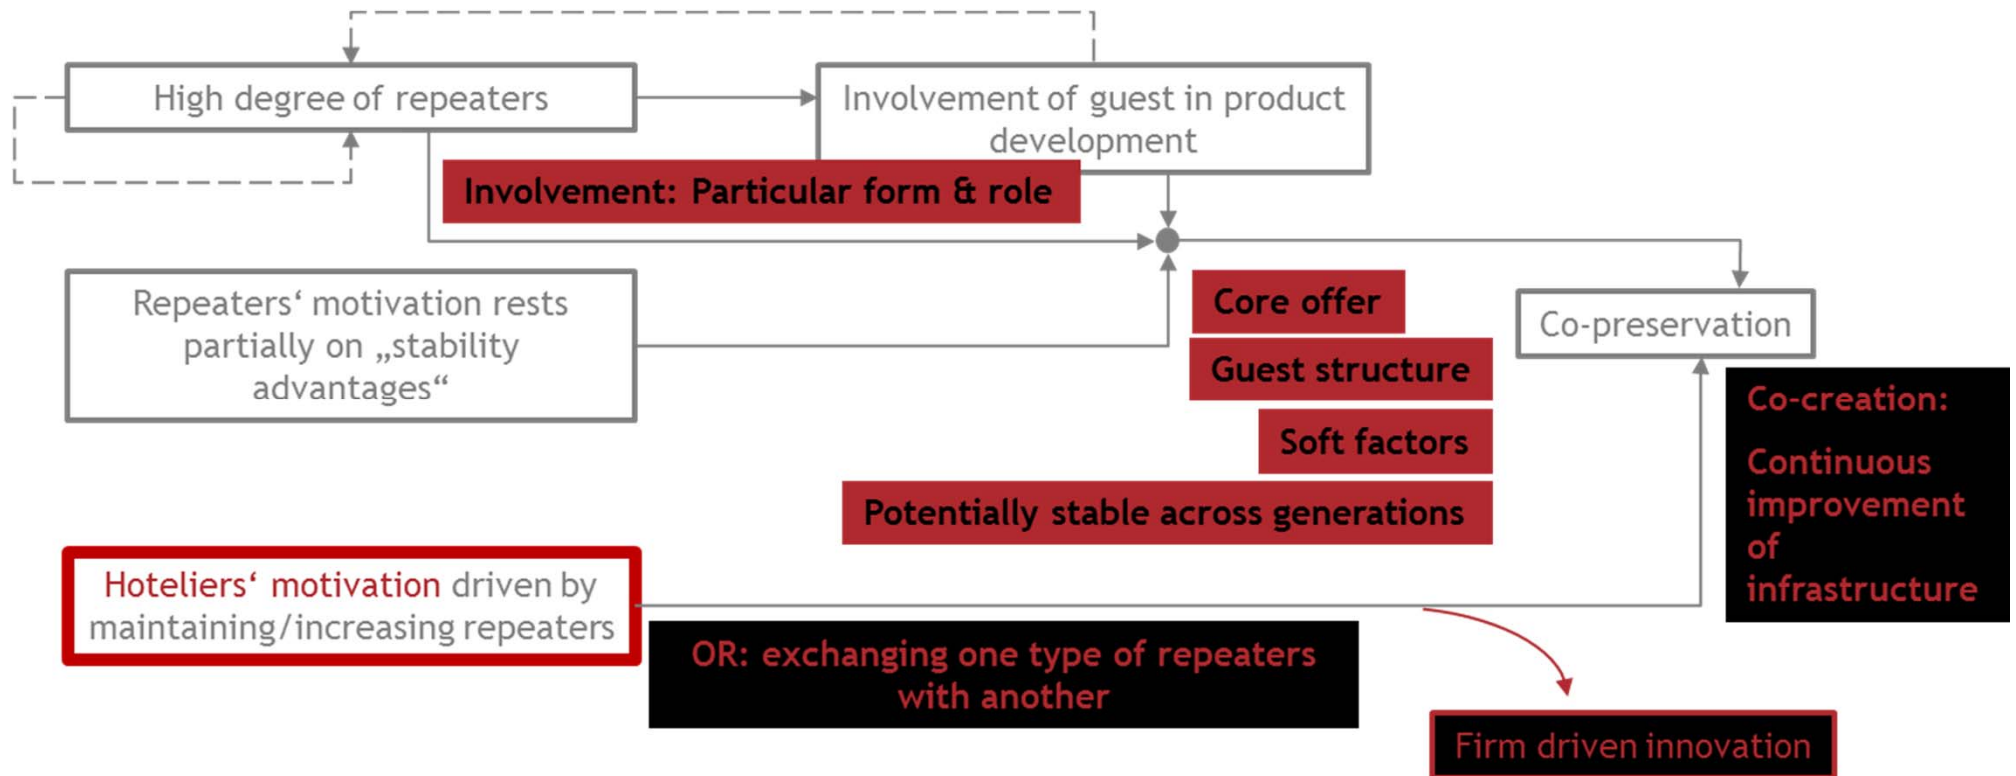 High degree of repeaters
Involvement of guest in product
development
Involvement: Particular form & role
Repeaters‘ motivation rests
partially on „stability
advantages“
Core offer
Guest structure
Soft factors
Potentially stable across generations
Co-preservation
Co-creation:
Continuous
improvement
of
infrastructure
Hoteliers‘ motivation driven by
maintaining/increasing repeaters
OR: exchanging one type of repeaters
with another
Firm driven innovation